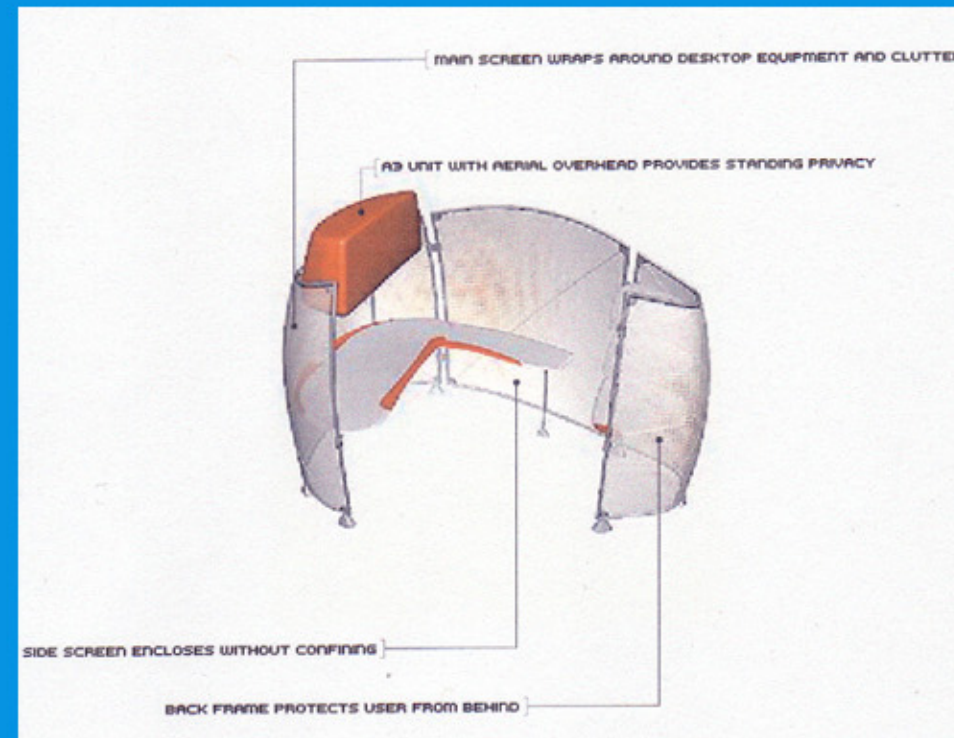 MAIN SCREEN WRAPS AROUND DESKTOP EQUIPMENT AND CLUTTE
A3 UNIT WITH AERIAL OVERHEAD PROVIDES STANDING PRIVACY
SIDE SCREEN ENCLOSES WITHOUT CONFINING
BACK FRAME PROTECTS USER FROM BEHIND